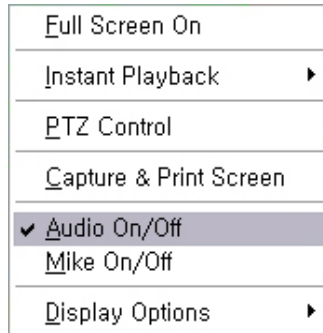 Full Screen On
Instant Playback
PTZ Control
Capture & Print Screen
Audio On/Off
Mike On/Off
Display Options